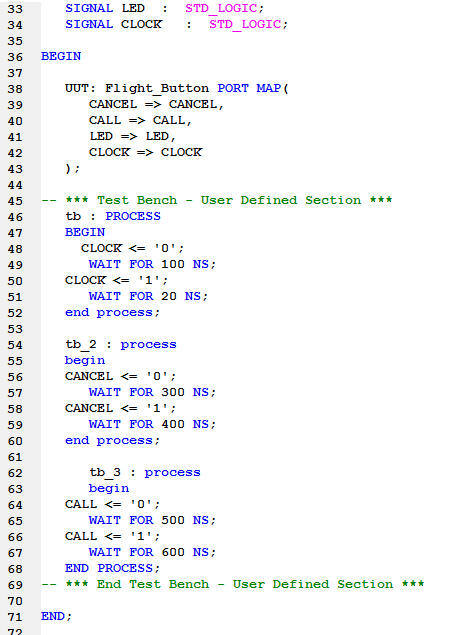 33 SIGNAL LED : STD_LOGIC;
34 SIGNAL CLOCK : STD_LOGIC;
35
36 BEGIN
37
38 UUT: Flight_Button PORT MAP(
39 CANCEL => CANCEL,
40 CALL => CALL,
41 LED => LED,
42 CLOCK => CLOCK
43 );
44
45 -- *** Test Bench - User Defined Section ***
46 tb : PROCESS
47 BEGIN
48 CLOCK <= '0';
49 WAIT FOR 100 NS;
50 CLOCK <= '1';
51 WAIT FOR 20 NS;
52 end process;
53
54 tb_2 : process
55 begin
56 CANCEL <= '0';
57 WAIT FOR 300 NS;
58 CANCEL <= '1';
59 WAIT FOR 400 NS;
60 end process;
61
62 tb_3 : process
63 begin
64 CALL <= '0';
65 WAIT FOR 500 NS;
66 CALL <= '1';
67 WAIT FOR 600 NS;
68 END PROCESS;
69 -- *** End Test Bench - User Defined Section ***
70
71 END;
72